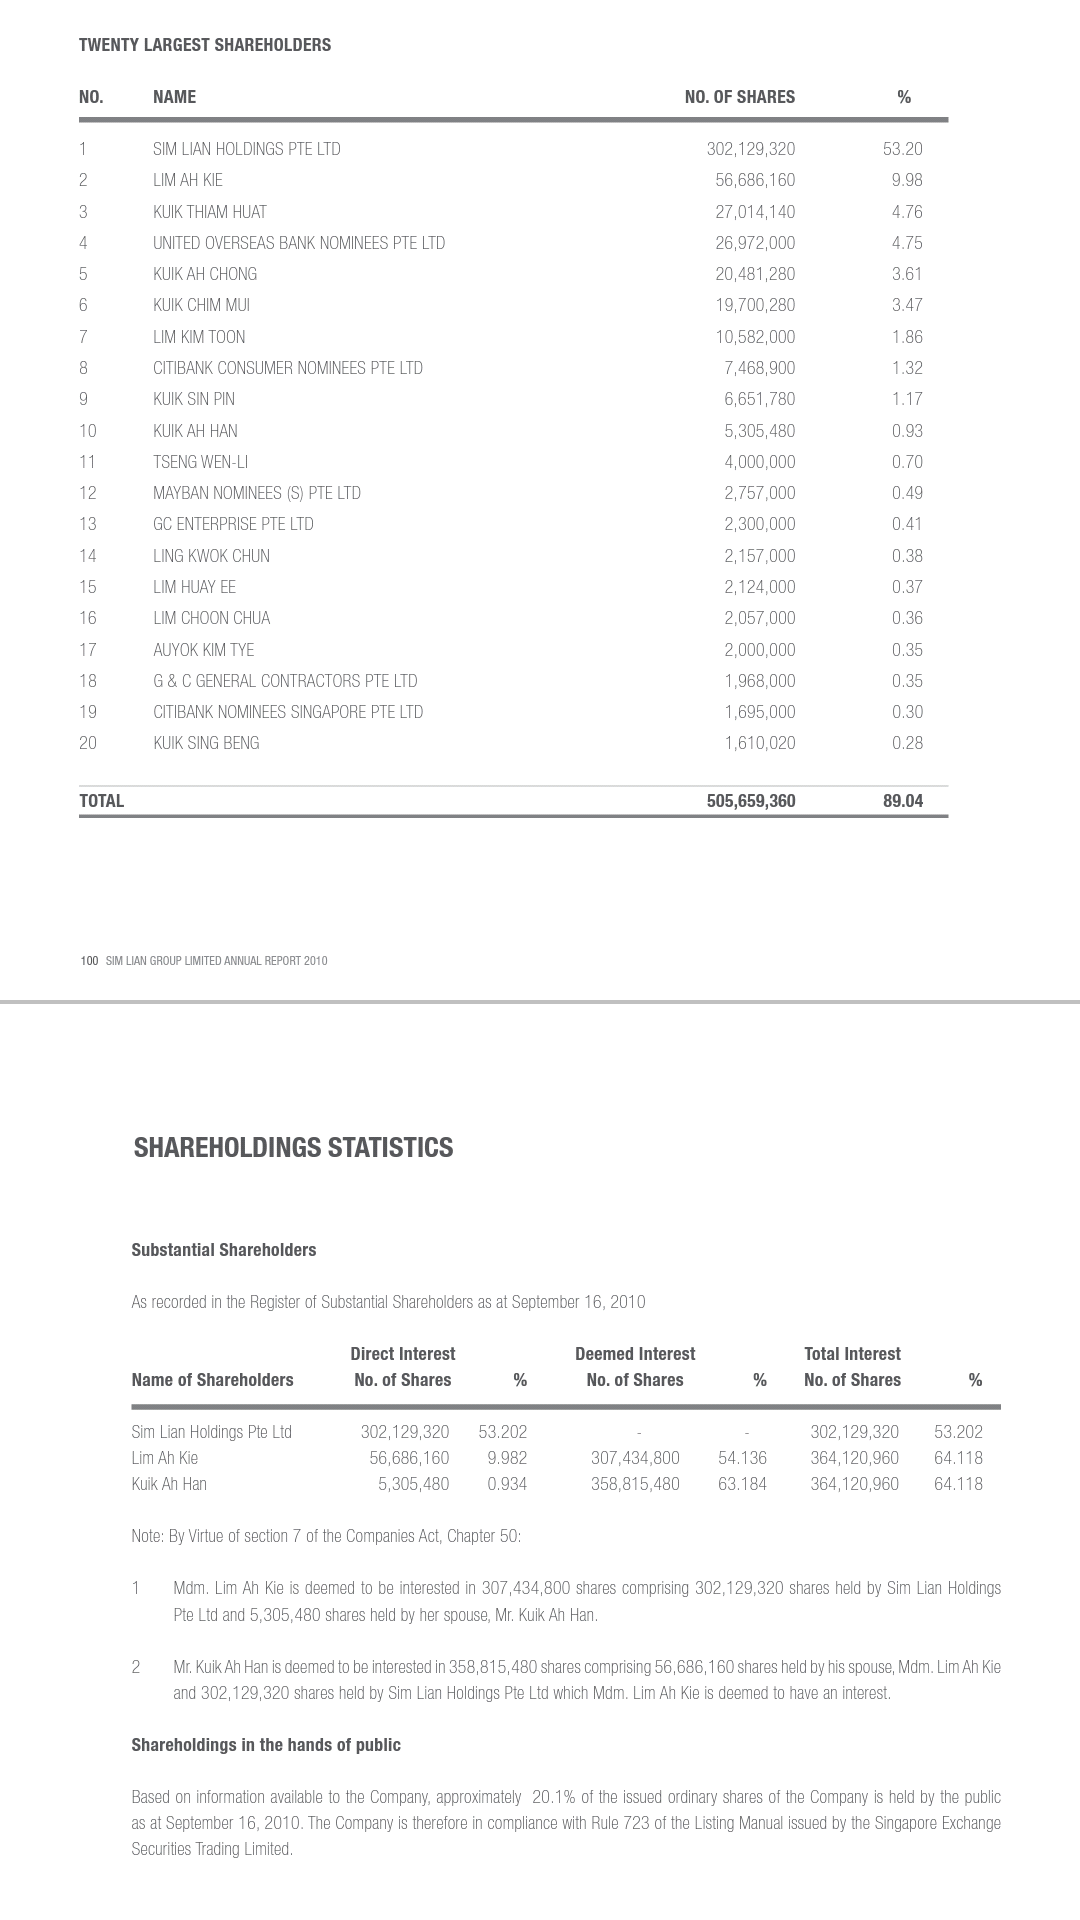 TWENTY LARGEST SHAREHOLDERS
NO. NAME NO. OF SHARES %
1 SIM LIAN HOLDINGS PTE LTD 302,129,320 53.20
2 LIM AH KIE 56,686,160 9.98
3 KUIK THIAM HUAT 27,014,140 4.76
4 UNITED OVERSEAS BANK NOMINEES PTE LTD 26,972,000 4.75
5 KUIK AH CHONG 20,481,280 3.61
6 KUIK CHIM MUI 19,700,280 3.47
7 LIM KIM TOON 10,582,000 1.86
8 CITIBANK CONSUMER NOMINEES PTE LTD 7,468,900 1.32
9 KUIK SIN PIN 6,651,780 1.17
10 KUIK AH HAN 5,305,480 0.93
11 TSENG WEN-LI 4,000,000 0.70
12 MAYBAN NOMINEES (S) PTE LTD 2,757,000 0.49
13 GC ENTERPRISE PTE LTD 2,300,000 0.41
14 LING KWOK CHUN 2,157,000 0.38
15 LIM HUAY EE 2,124,000 0.37
16 LIM CHOON CHUA 2,057,000 0.36
17 AUYOK KIM TYE 2,000,000 0.35
18 G & C GENERAL CONTRACTORS PTE LTD 1,968,000 0.35
19 CITIBANK NOMINEES SINGAPORE PTE LTD 1,695,000 0.30
20 KUIK SING BENG 1,610,020 0.28
TOTAL 505,659,360 89.04
100 SIM LIAN GROUP LIMITED ANNUAL REPORT 2010
SHAREHOLDINGS STATISTICS
Substantial Shareholders
As recorded in the Register of Substantial Shareholders as at September 16, 2010
Direct Interest Deemed Interest Total Interest
Name of Shareholders No. of Shares % No. of Shares % No. of Shares %
Sim Lian Holdings Pte Ltd 302,129,320 53.202 - - 302,129,320 53.202
Lim Ah Kie 56,686,160 9.982 307,434,800 54.136 364,120,960 64.118
Kuik Ah Han 5,305,480 0.934 358,815,480 63.184 364,120,960 64.118
Note: By Virtue of section 7 of the Companies Act, Chapter 50:
1 Mdm. Lim Ah Kie is deemed to be interested in 307,434,800 shares comprising 302,129,320 shares held by Sim Lian Holdings
Pte Ltd and 5,305,480 shares held by her spouse, Mr. Kuik Ah Han.
2 Mr. Kuik Ah Han is deemed to be interested in 358,815,480 shares comprising 56,686,160 shares held by his spouse, Mdm. Lim Ah Kie
and 302,129,320 shares held by Sim Lian Holdings Pte Ltd which Mdm. Lim Ah Kie is deemed to have an interest.
Shareholdings in the hands of public
Based on information available to the Company, approximately 20.1% of the issued ordinary shares of the Company is held by the public
as at September 16, 2010. The Company is therefore in compliance with Rule 723 of the Listing Manual issued by the Singapore Exchange
Securities Trading Limited.